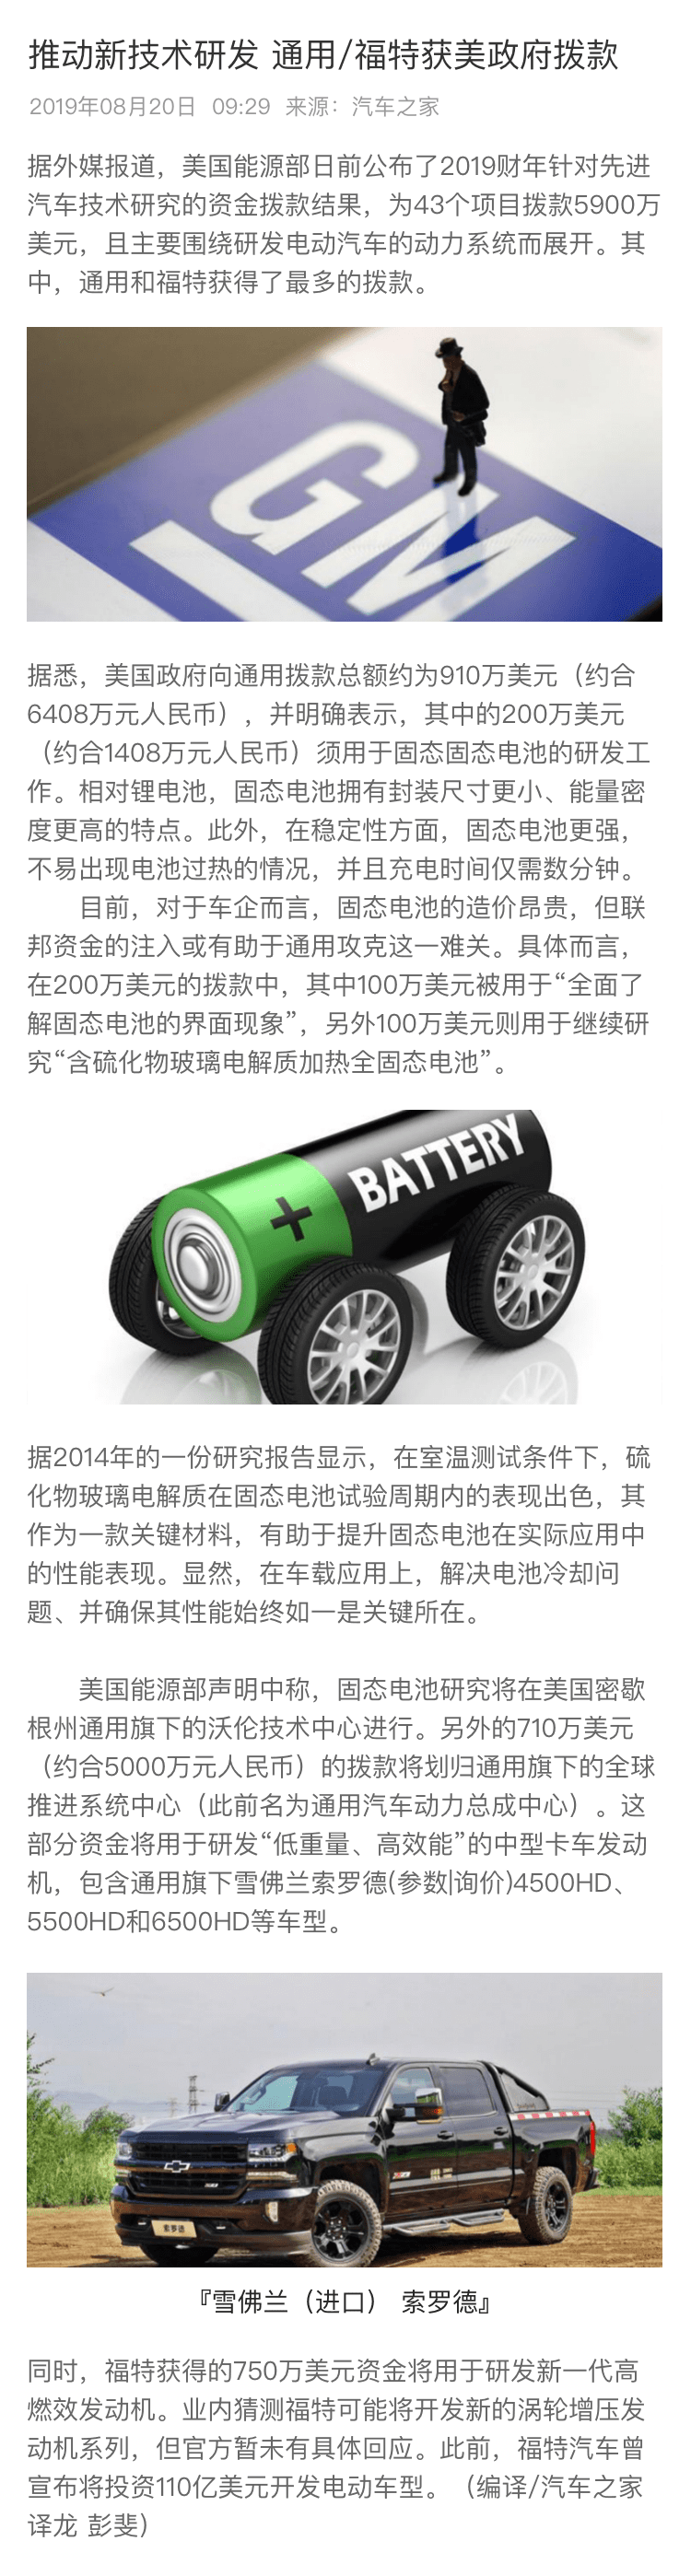 推动新技术研发 通用/福特获美政府拨款
2019年08月20日 09:29 来源：汽车之家
据外媒报道，美国能源部日前公布了2019财年针对先进
汽车技术研究的资金拨款结果，为43个项目拨款5900万
美元，且主要围绕研发电动汽车的动力系统而展开。其
中，通用和福特获得了最多的拨款。
GM
据悉，美国政府向通用拨款总额约为910万美元（约合
6408万元人民币），并明确表示，其中的200万美元
（约合1408万元人民币）须用于固态固态电池的研发工
作。相对锂电池，固态电池拥有封装尺寸更小、能量密
度更高的特点。此外，在稳定性方面，固态电池更强，
不易出现电池过热的情况，并且充电时间仅需数分钟。
目前，对于车企而言，固态电池的造价昂贵，但联
邦资金的注入或有助于通用攻克这一难关。具体而言，
在200万美元的拨款中，其中100万美元被用于“全面了
解固态电池的界面现象”，另外100万美元则用于继续研
究“含硫化物玻璃电解质加热全固态电池”。
+ BATTERY
据2014年的一份研究报告显示，在室温测试条件下，硫
化物玻璃电解质在固态电池试验周期内的表现出色，其
作为一款关键材料，有助于提升固态电池在实际应用中
的性能表现。显然，在车载应用上，解决电池冷却问
题、并确保其性能始终如一是关键所在。
美国能源部声明中称，固态电池研究将在美国密歇
根州通用旗下的沃伦技术中心进行。另外的710万美元
（约合5000万元人民币）的拨款将划归通用旗下的全球
推进系统中心（此前名为通用汽车动力总成中心）。这
部分资金将用于研发“低重量、高效能”的中型卡车发动
机，包含通用旗下雪佛兰索罗德(参数|询价)4500HD、
5500HD和6500HD等车型。
索罗德
『雪佛兰（进口） 索罗德』
同时，福特获得的750万美元资金将用于研发新一代高
燃效发动机。业内猜测福特可能将开发新的涡轮增压发
动机系列，但官方暂未有具体回应。此前，福特汽车曾
宣布将投资110亿美元开发电动车型。（编译/汽车之家
译龙 彭斐）